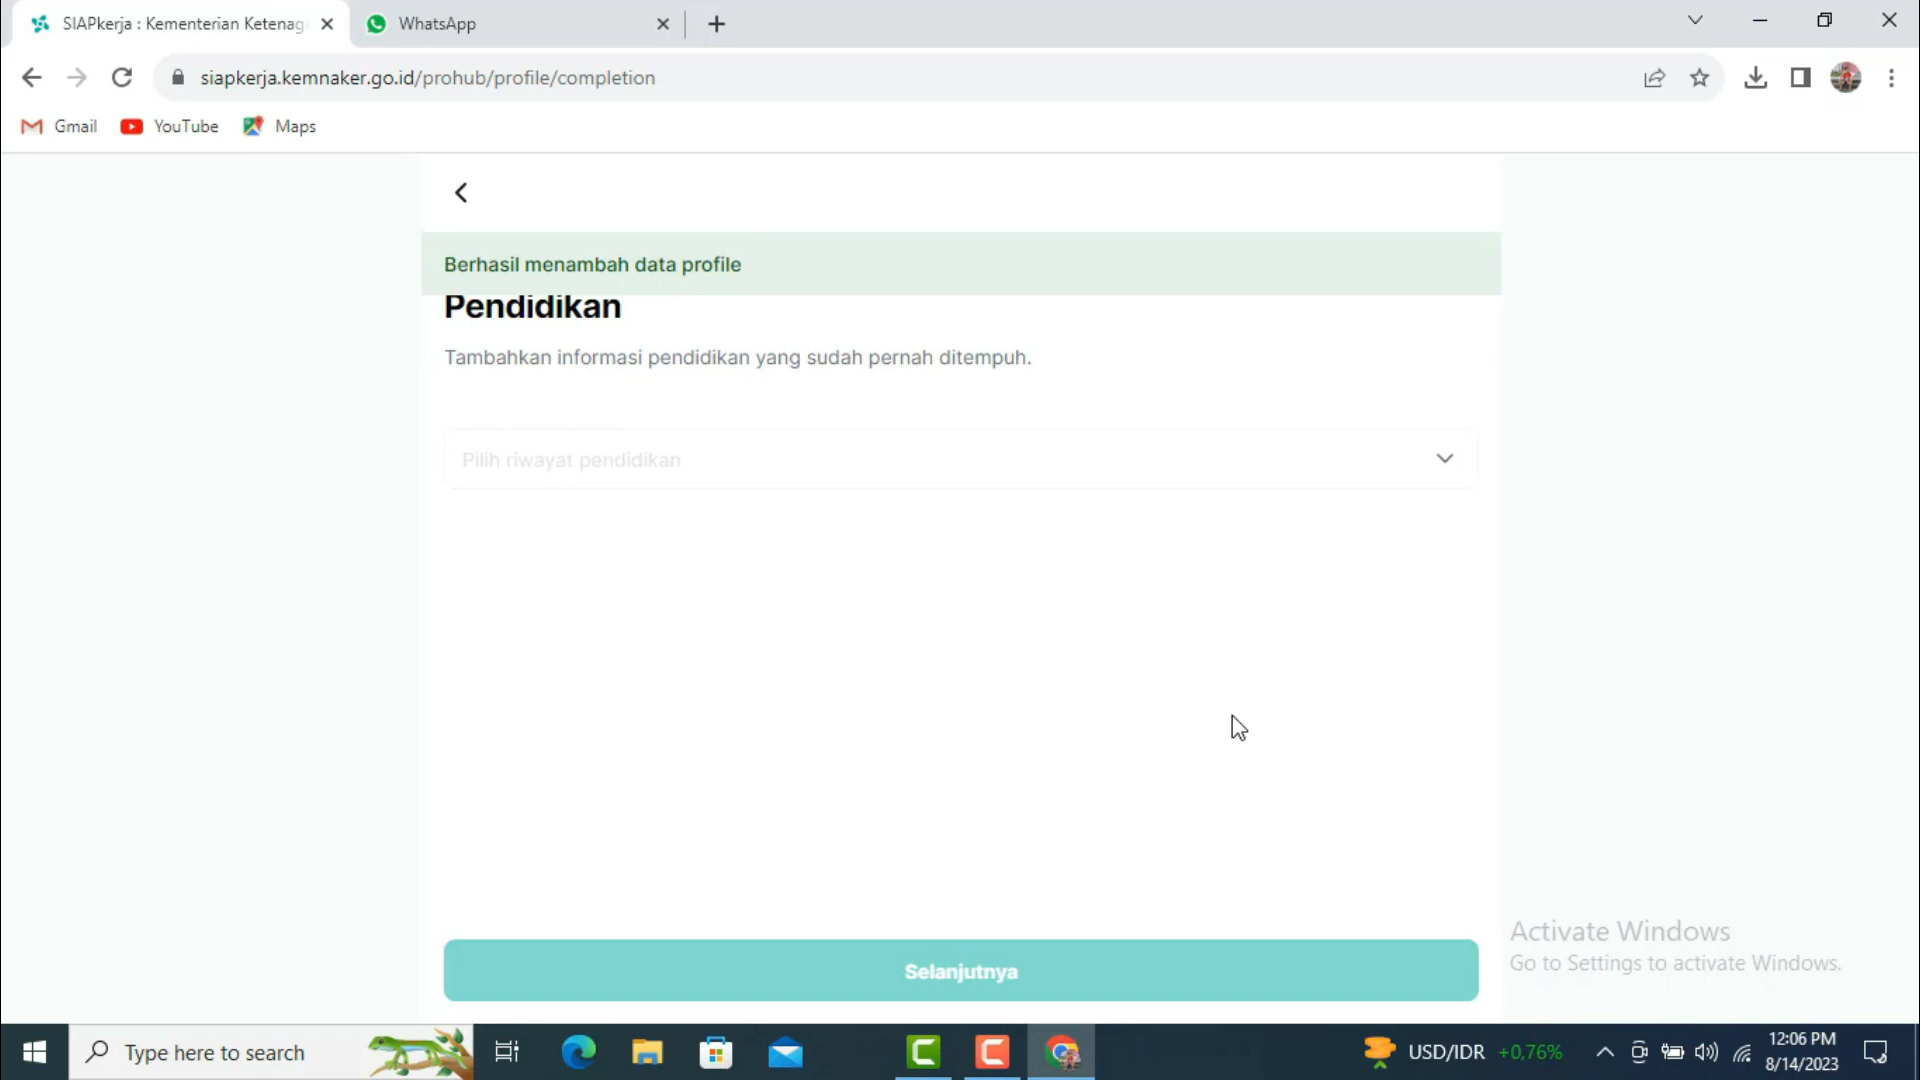 SIAPkerja : Kementerian Ketenag
WhatsApp
siapkerja.kemnaker.go.id/prohub/profile/completion
Gmail
YouTube
Maps
Berhasil menambah data profile
Pendidikan
Tambahkan informasi pendidikan yang sudah pernah ditempuh.
Pilih riwayat pendidikan
Selanjutnya
Activate Windows
Go to Settings to activate Windows.
Type here to search
USD/IDR +0,76%
12:06 PM
8/14/2023